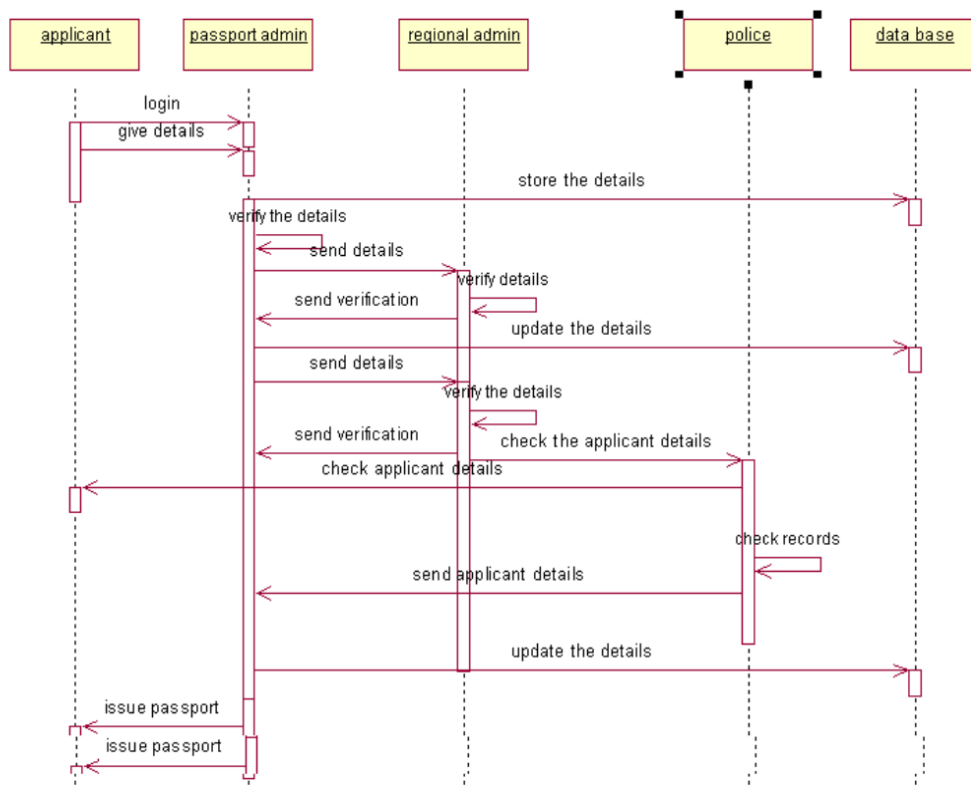 applicant
passport admin
regional admin
police
data base
login
give details
store the details
verify the details
send details
verify details
send verification
update the details
send details
verify the details
send verification
check the applicant details
check applicant details
check records
send applicant details
update the details
issue passport
issue passport